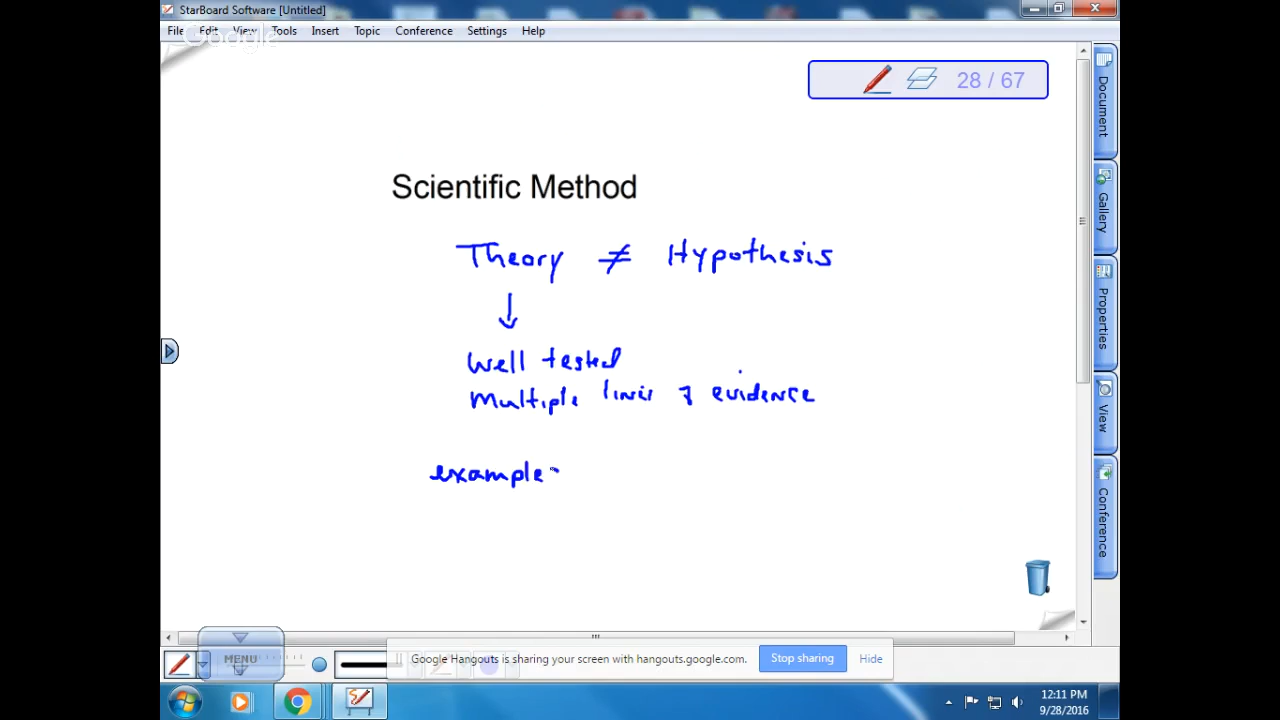 StarBoard Software [Untitled]
File Edit View Tools Insert Topic Conference Settings Help
Google
28 / 67
Document
Gallery
Properties
View
Conference
Scientific Method
Theory ≠ Hypothesis
↓
Well tested
Multiple lines of evidence
example
MENU
Google Hangouts is sharing your screen with hangouts.google.com. Stop sharing Hide
12:11 PM
9/28/2016